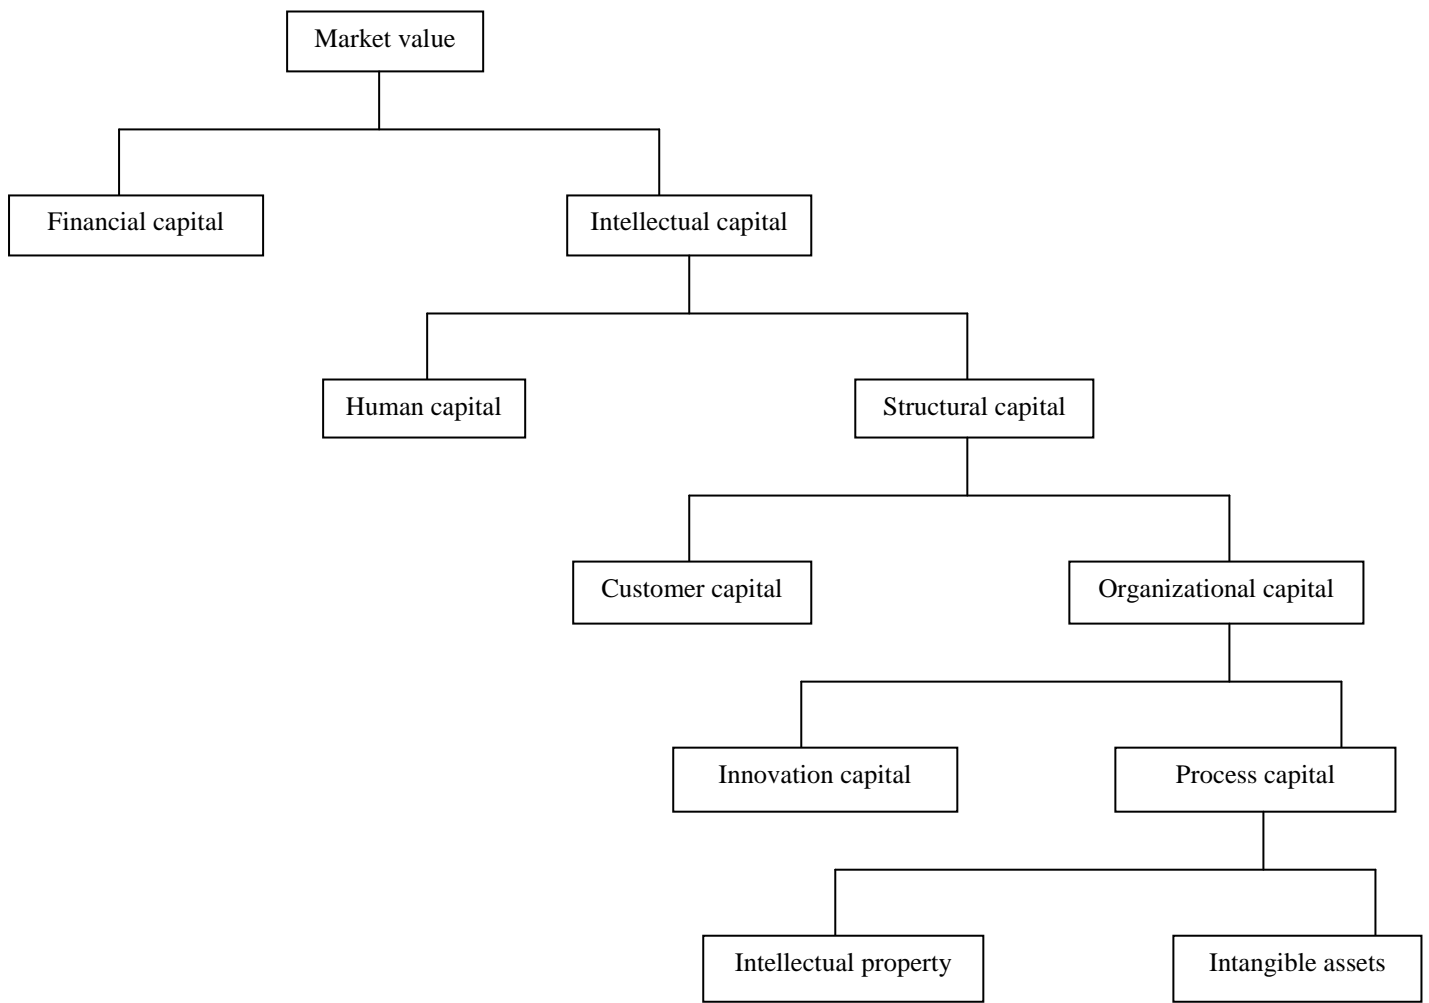 Market value
Financial capital
Intellectual capital
Human capital
Structural capital
Customer capital
Organizational capital
Innovation capital
Process capital
Intellectual property
Intangible assets